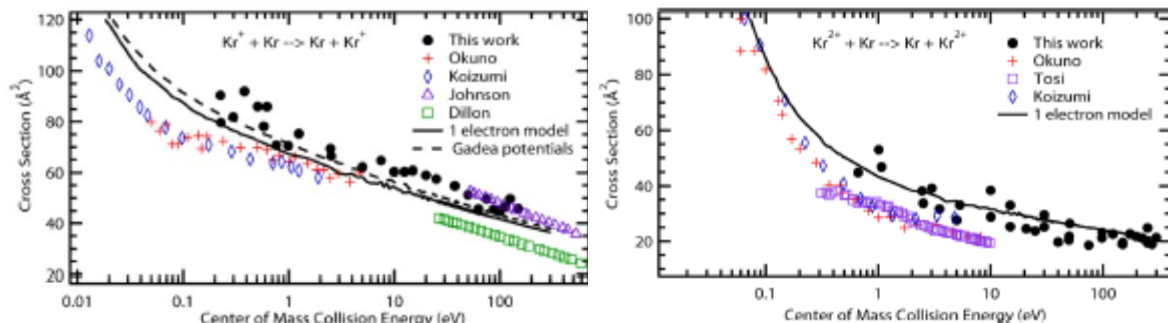 Kr⁺ + Kr --> Kr + Kr⁺
This work
Okuno
Koizumi
Johnson
Dillon
1 electron model
Gadea potentials
Cross Section (Å²)
120
100
80
60
40
20
0.01
0.1
1
10
100
Center of Mass Collision Energy (eV)
Kr²⁺ + Kr --> Kr + Kr²⁺
This work
Okuno
Tosi
Koizumi
1 electron model
Cross Section (Å²)
100
80
60
40
20
0.1
1
10
100
Center of Mass Collision Energy (eV)